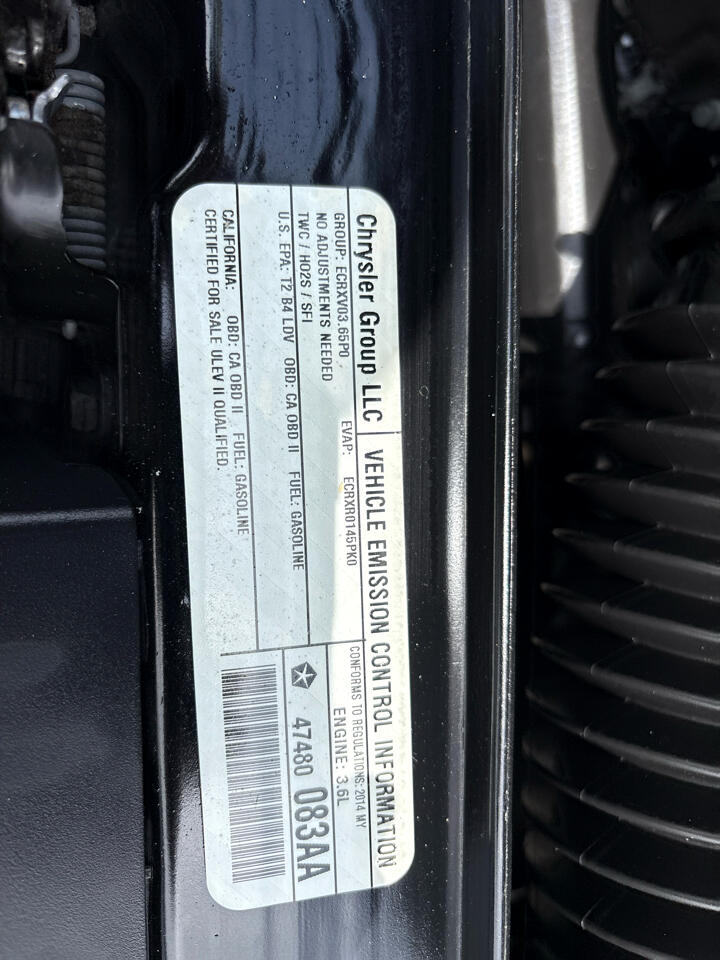 Chrysler Group LLC
VEHICLE EMISSION CONTROL INFORMATION
GROUP: ECRXV03.65P0
EVAP: ECRXR0145PK0
CONFORMS TO REGULATIONS: 2014 MY
NO ADJUSTMENTS NEEDED
ENGINE: 3.6L
TWC / HO2S / SFI
U.S. EPA: T2 B4 LDV OBD: CA OBD II FUEL: GASOLINE
47480 083AA
CALIFORNIA: OBD: CA OBD II FUEL: GASOLINE
CERTIFIED FOR SALE ULEV II QUALIFIED.